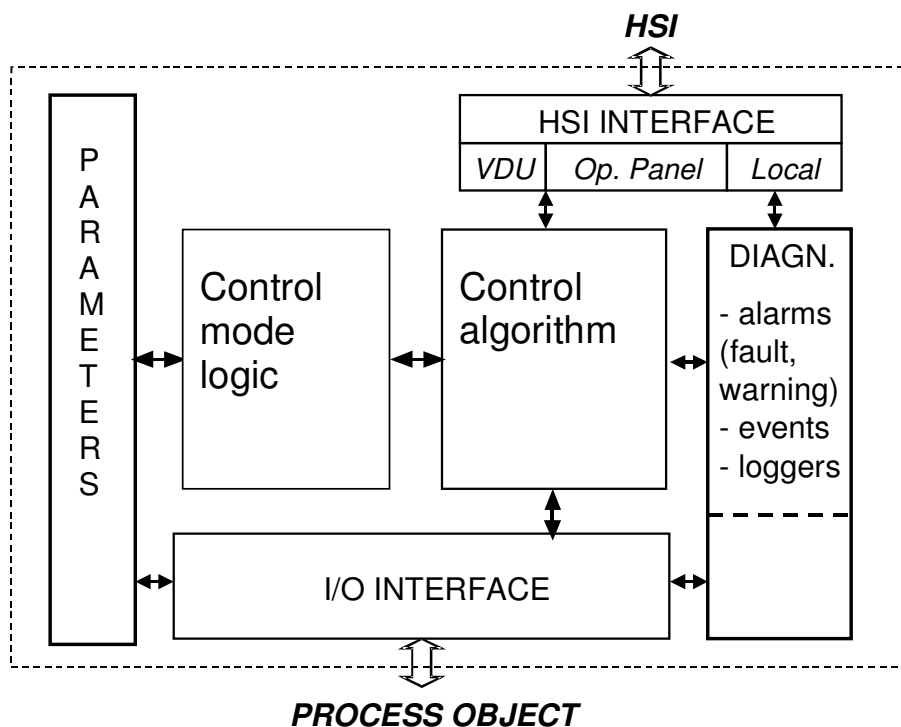 HSI
HSI INTERFACE
VDU Op. Panel Local
P
A
R
A
M
E
T
E
R
S
Control
mode
logic
Control
algorithm
DIAGN.
- alarms
(fault,
warning)
- events
- loggers
I/O INTERFACE
PROCESS OBJECT